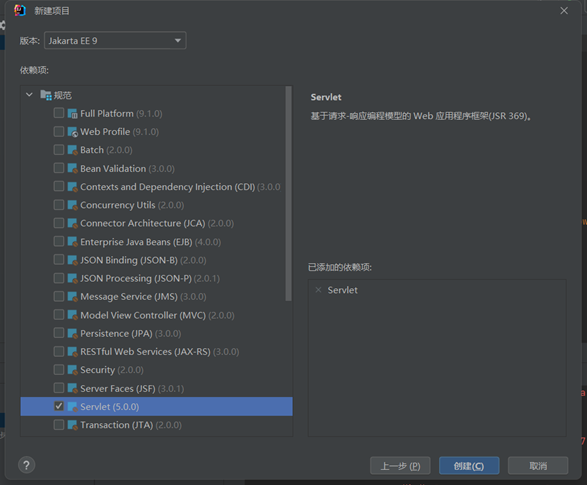 新建项目
版本: Jakarta EE 9
依赖项:
规范
Full Platform (9.1.0)
Web Profile (9.1.0)
Batch (2.0.0)
Bean Validation (3.0.0)
Contexts and Dependency Injection (CDI) (3.0.0
Concurrency Utils (2.0.0)
Connector Architecture (JCA) (2.0.0)
Enterprise Java Beans (EJB) (4.0.0)
JSON Binding (JSON-B) (2.0.0)
JSON Processing (JSON-P) (2.0.1)
Message Service (JMS) (3.0.0)
Model View Controller (MVC) (2.0.0)
Persistence (JPA) (3.0.0)
RESTful Web Services (JAX-RS) (3.0.0)
Security (2.0.0)
Server Faces (JSF) (3.0.1)
Servlet (5.0.0)
Transaction (JTA) (2.0.0)
Servlet
基于请求-响应编程模型的 Web 应用程序框架(JSR 369)。
已添加的依赖项:
Servlet
?
上一步 (P)
创建(C)
取消